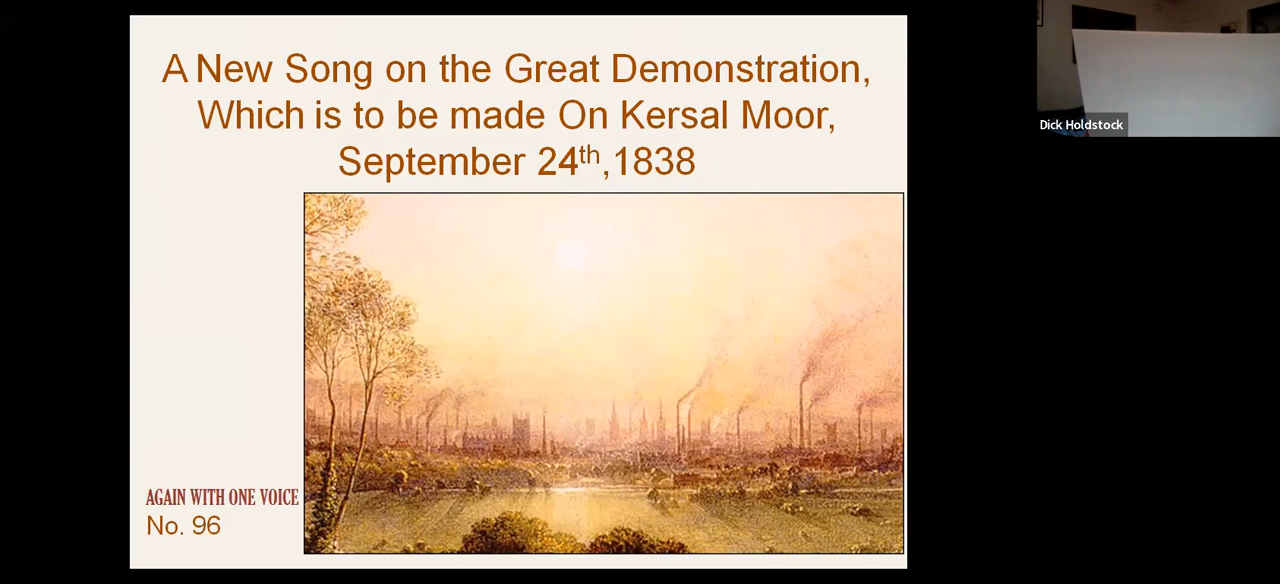 A New Song on the Great Demonstration,
Which is to be made On Kersal Moor,
September 24th,1838
AGAIN WITH ONE VOICE
No. 96
Dick Holdstock